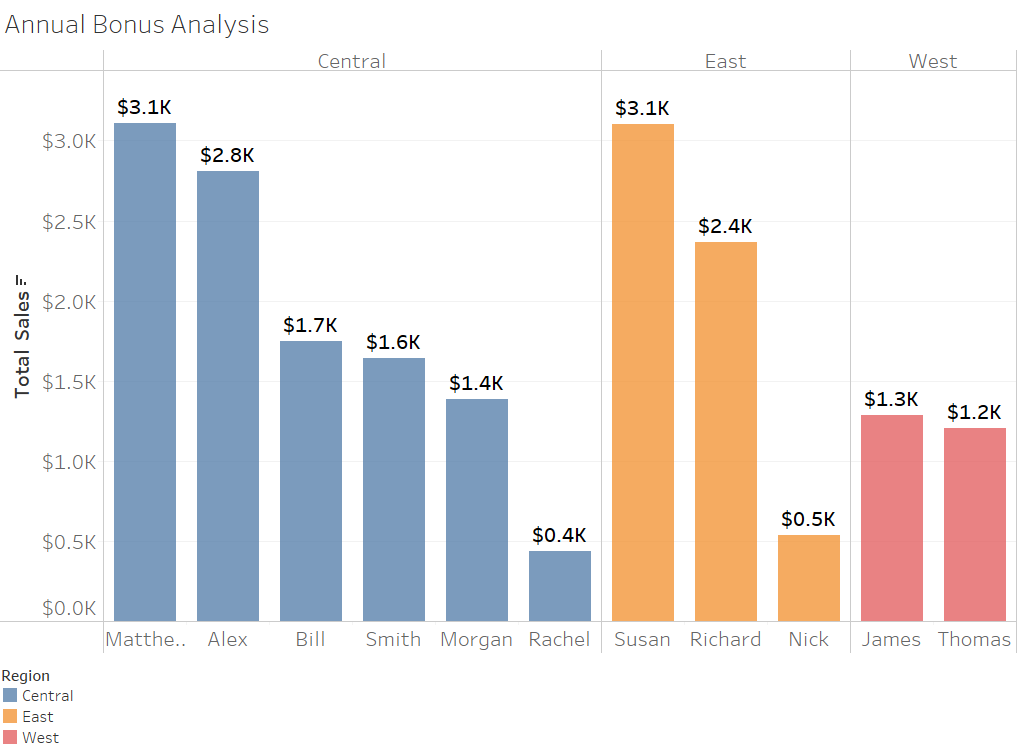 Annual Bonus Analysis
Central East West
$3.1K
$2.8K
$1.7K
$1.6K
$1.4K
$0.4K
$3.1K
$2.4K
$0.5K
$1.3K
$1.2K
Total Sales
$3.0K
$2.5K
$2.0K
$1.5K
$1.0K
$0.5K
$0.0K
Matthe.. Alex Bill Smith Morgan Rachel Susan Richard Nick James Thomas
Region
Central
East
West